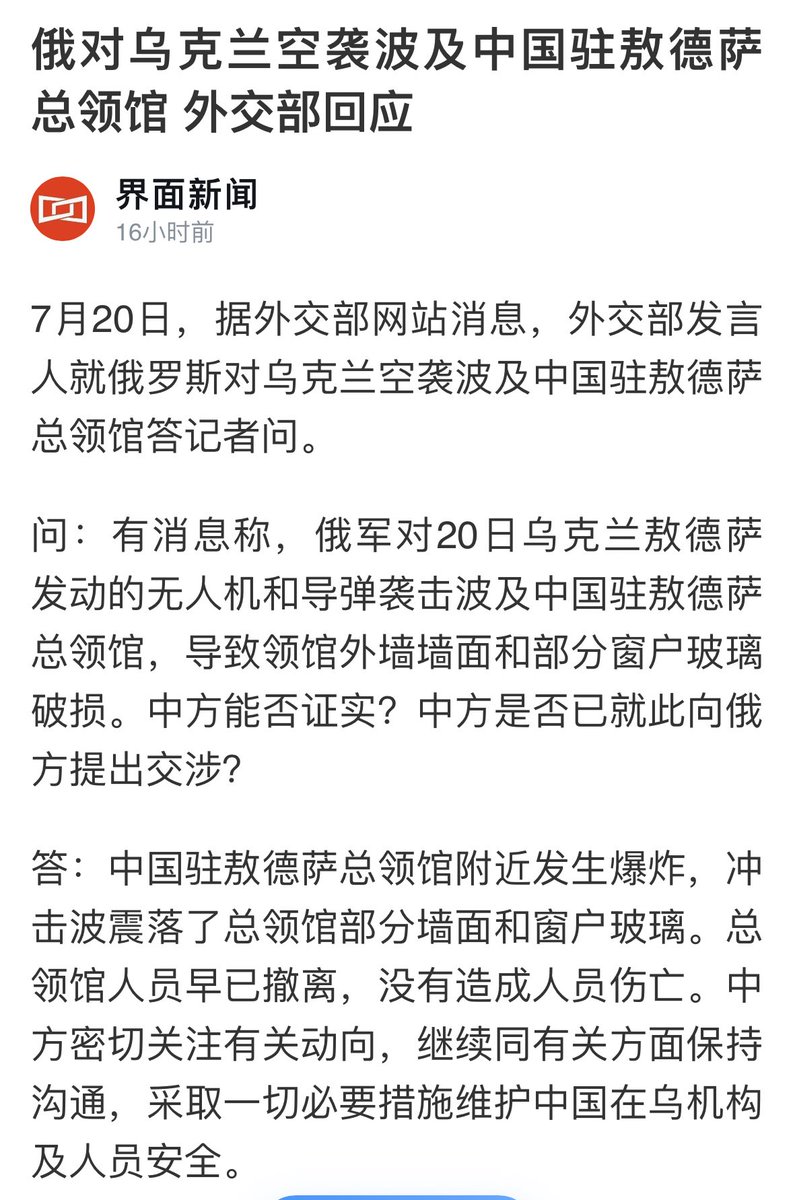 俄对乌克兰空袭波及中国驻敖德萨
总领馆 外交部回应
界面新闻
16小时前
7月20日，据外交部网站消息，外交部发言
人就俄罗斯对乌克兰空袭波及中国驻敖德萨
总领馆答记者问。
问：有消息称，俄军对20日乌克兰敖德萨
发动的无人机和导弹袭击波及中国驻敖德萨
总领馆，导致领馆外墙墙面和部分窗户玻璃
破损。中方能否证实？中方是否已就此向俄
方提出交涉？
答：中国驻敖德萨总领馆附近发生爆炸，冲
击波震落了总领馆部分墙面和窗户玻璃。总
领馆人员早已撤离，没有造成人员伤亡。中
方密切关注有关动向，继续同有关方面保持
沟通，采取一切必要措施维护中国在乌机构
及人员安全。